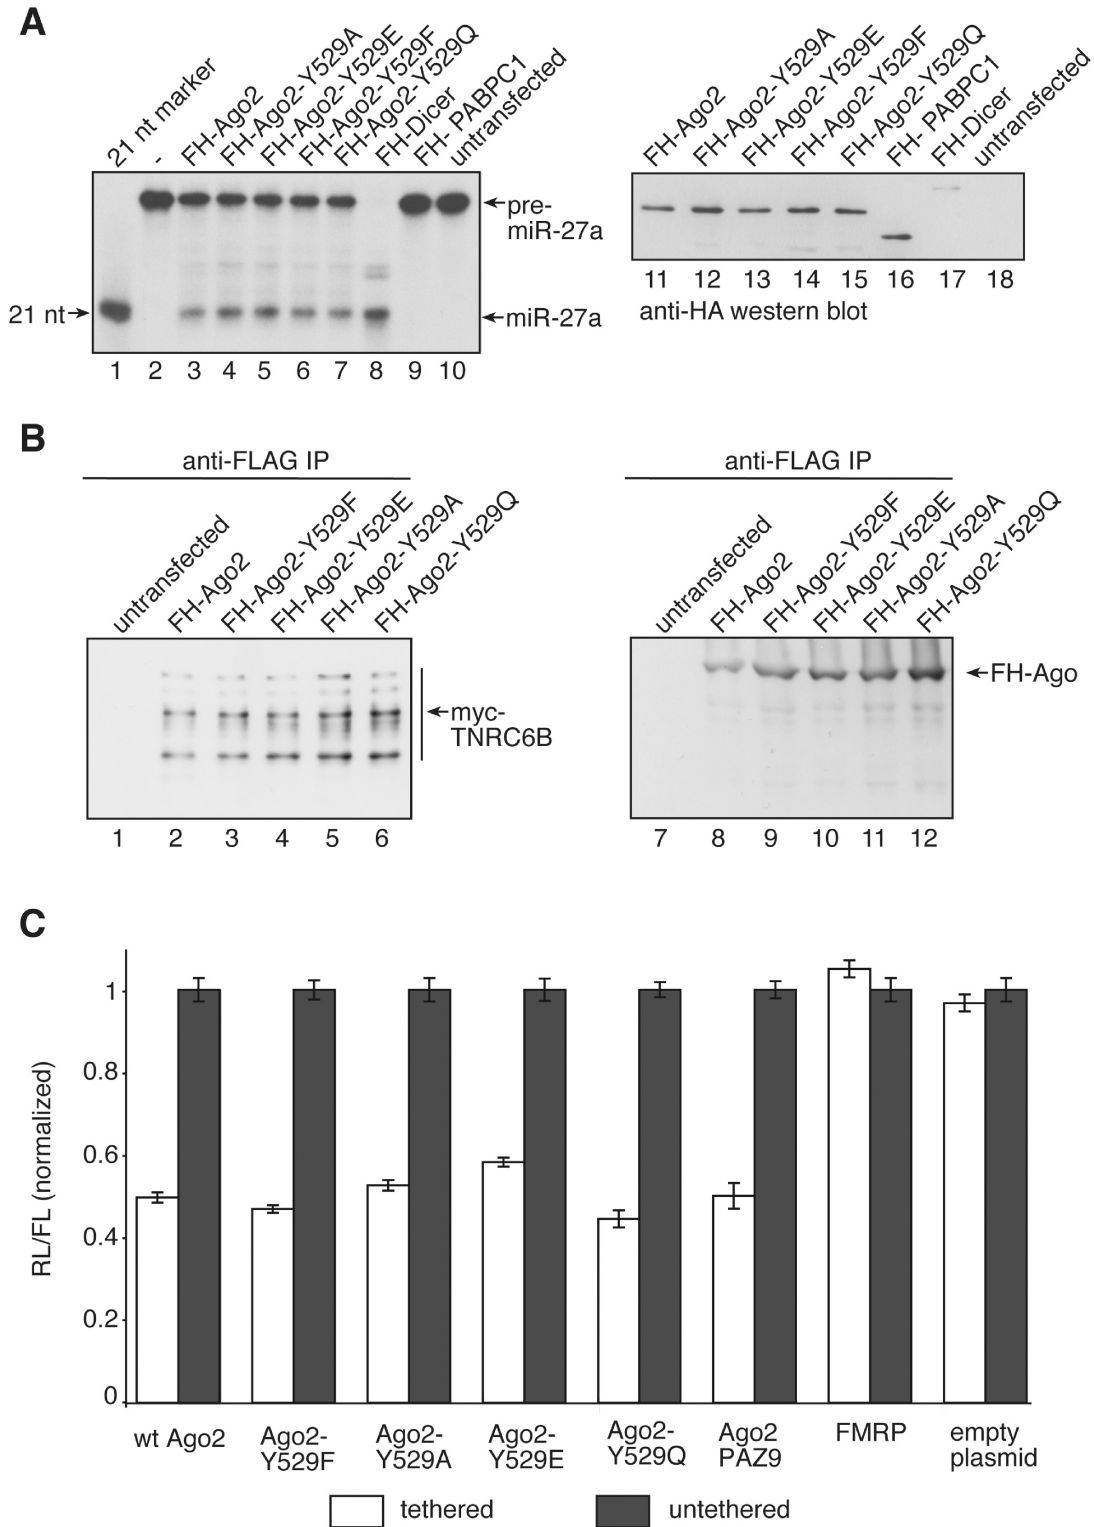 A
21 nt marker
-
FH-Ago2
FH-Ago2-Y529A
FH-Ago2-Y529E
FH-Ago2-Y529F
FH-Ago2-Y529Q
FH-Dicer
FH- PABPC1
untransfected
pre-
miR-27a
21 nt
miR-27a
1 2 3 4 5 6 7 8 9 10
FH-Ago2
FH-Ago2-Y529A
FH-Ago2-Y529E
FH-Ago2-Y529F
FH-Ago2-Y529Q
FH- PABPC1
FH-Dicer
untransfected
11 12 13 14 15 16 17 18
anti-HA western blot
B
anti-FLAG IP
untransfected
FH-Ago2
FH-Ago2-Y529F
FH-Ago2-Y529E
FH-Ago2-Y529A
FH-Ago2-Y529Q
myc-
TNRC6B
1 2 3 4 5 6
anti-FLAG IP
untransfected
FH-Ago2
FH-Ago2-Y529F
FH-Ago2-Y529E
FH-Ago2-Y529A
FH-Ago2-Y529Q
FH-Ago
7 8 9 10 11 12
C
RL/FL (normalized)
1
0.8
0.6
0.4
0.2
0
wt Ago2
Ago2-
Y529F
Ago2-
Y529A
Ago2-
Y529E
Ago2-
Y529Q
Ago2
PAZ9
FMRP
empty
plasmid
tethered
untethered